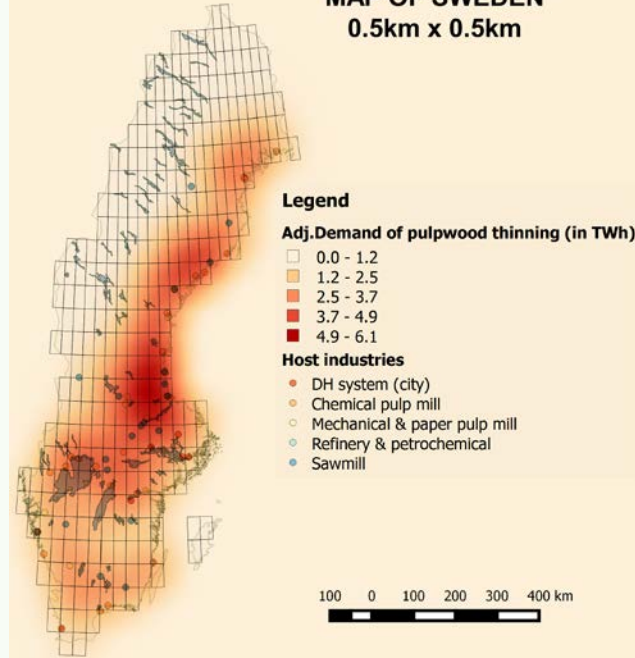 MAP OF SWEDEN
0.5km x 0.5km
Legend
Adj.Demand of pulpwood thinning (in TWh)
0.0 - 1.2
1.2 - 2.5
2.5 - 3.7
3.7 - 4.9
4.9 - 6.1
Host industries
DH system (city)
Chemical pulp mill
Mechanical & paper pulp mill
Refinery & petrochemical
Sawmill
100 0 100 200 300 400 km